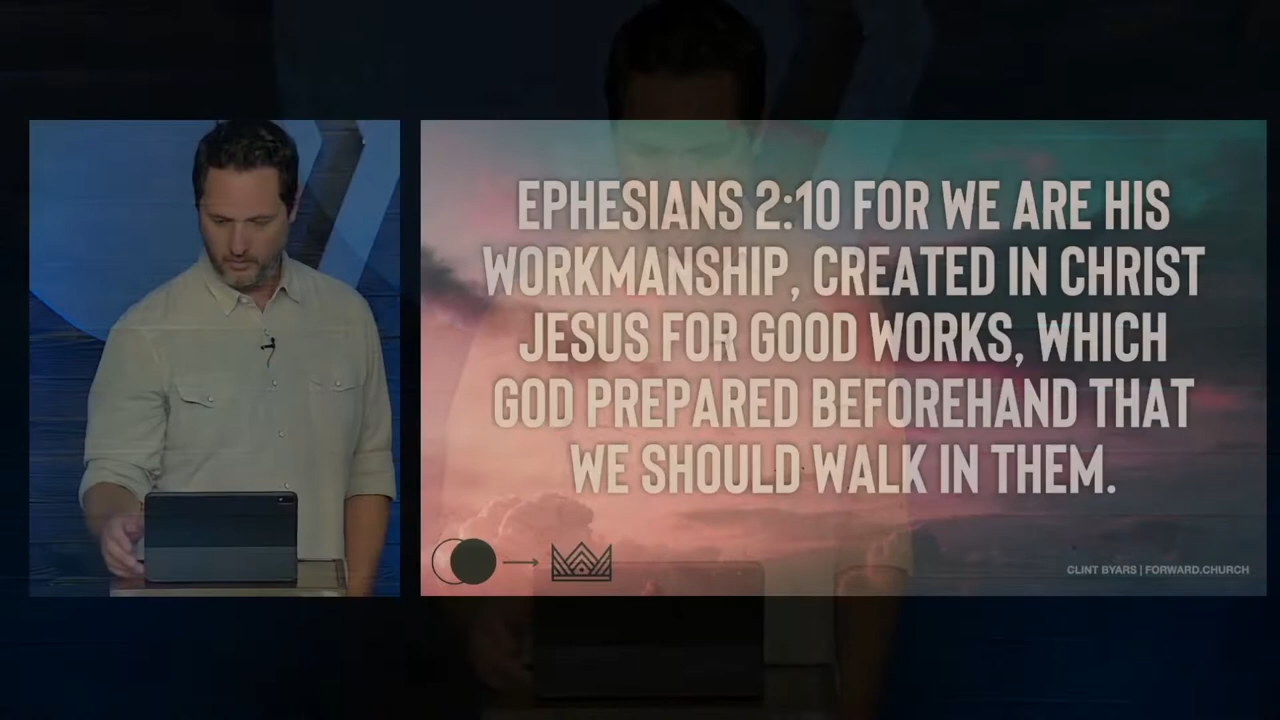 EPHESIANS 2:10 FOR WE ARE HIS
WORKMANSHIP, CREATED IN CHRIST
JESUS FOR GOOD WORKS, WHICH
GOD PREPARED BEFOREHAND THAT
WE SHOULD WALK IN THEM.
CLINT BYARS | FORWARD.CHURCH